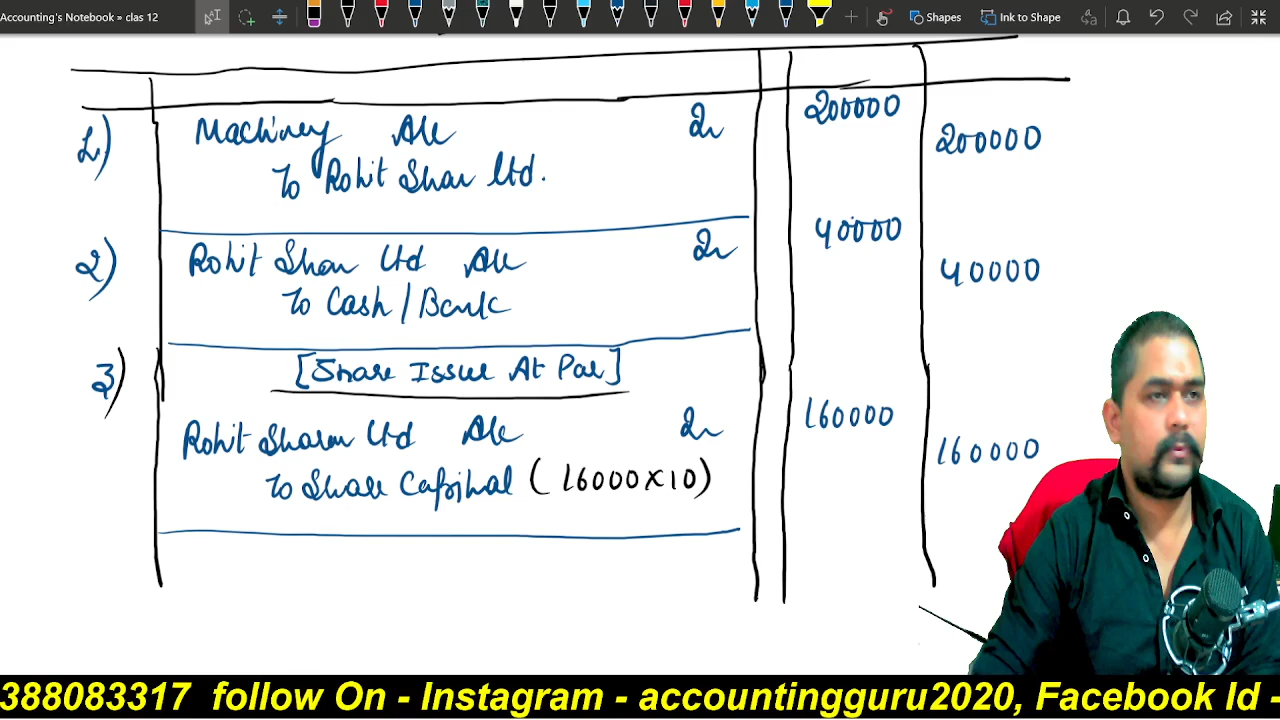 Accounting's Notebook » clas 12
Shapes
Ink to Shape
1) Machinery A/c Dr 200000
To Rohit Shar Ltd. 200000
2) Rohit Shar Ltd A/c Dr 40000
To Cash/Bank 40000
3) [Share Issue At Par]
Rohit Sharm Ltd A/c Dr 160000
To Share Capital (16000×10) 160000
388083317 follow On - Instagram - accountingguru2020, Facebook Id -